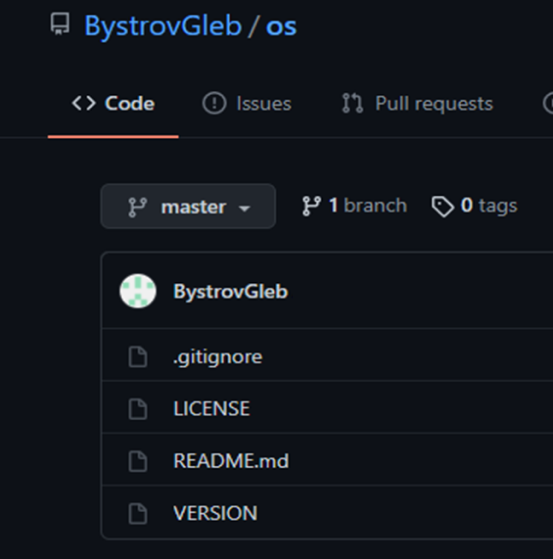 BystrovGleb / os
Code Issues Pull requests
master 1 branch 0 tags
BystrovGleb
.gitignore
LICENSE
README.md
VERSION